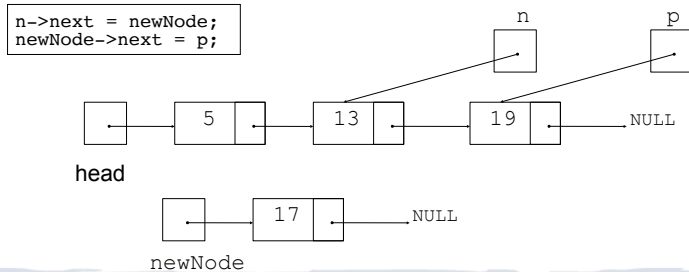 n->next = newNode;
newNode->next = p;
n p
5 13 19 NULL
head
17 NULL
newNode